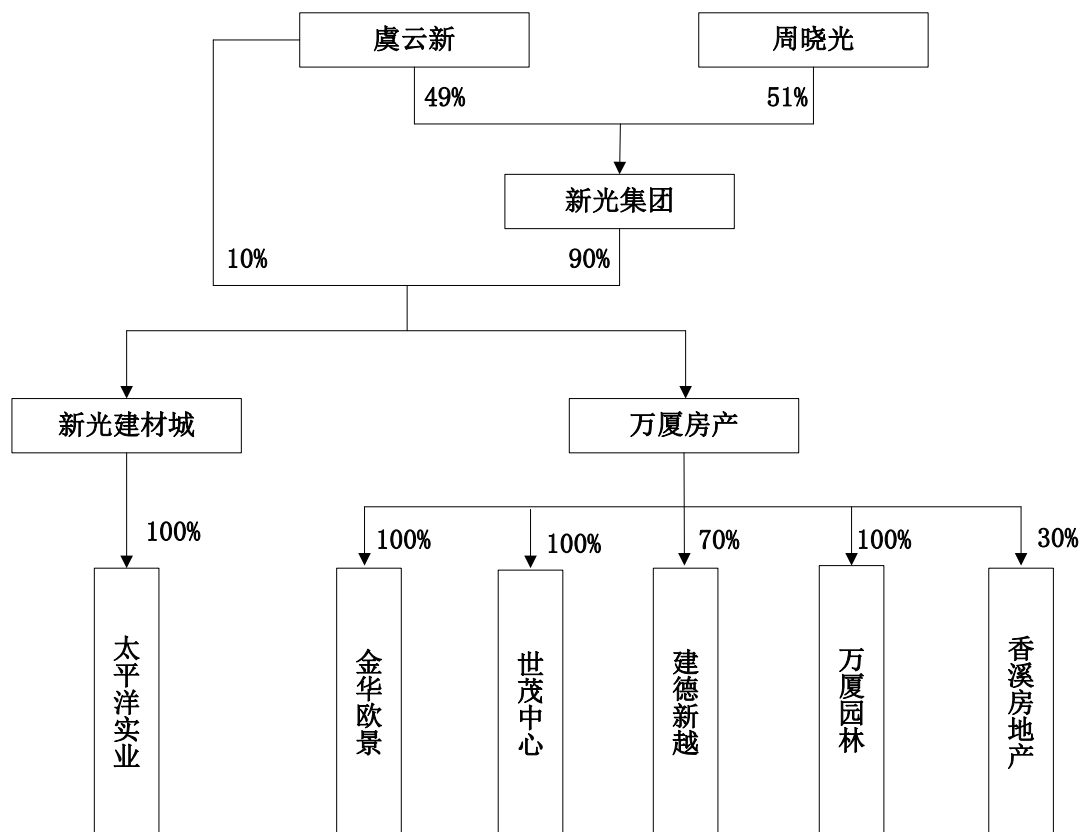 虞云新
周晓光
49%
51%
新光集团
10%
90%
新光建材城
万厦房产
100%
100%
100%
70%
100%
30%
太平洋实业
金华欧景
世茂中心
建德新越
万厦园林
香溪房地产